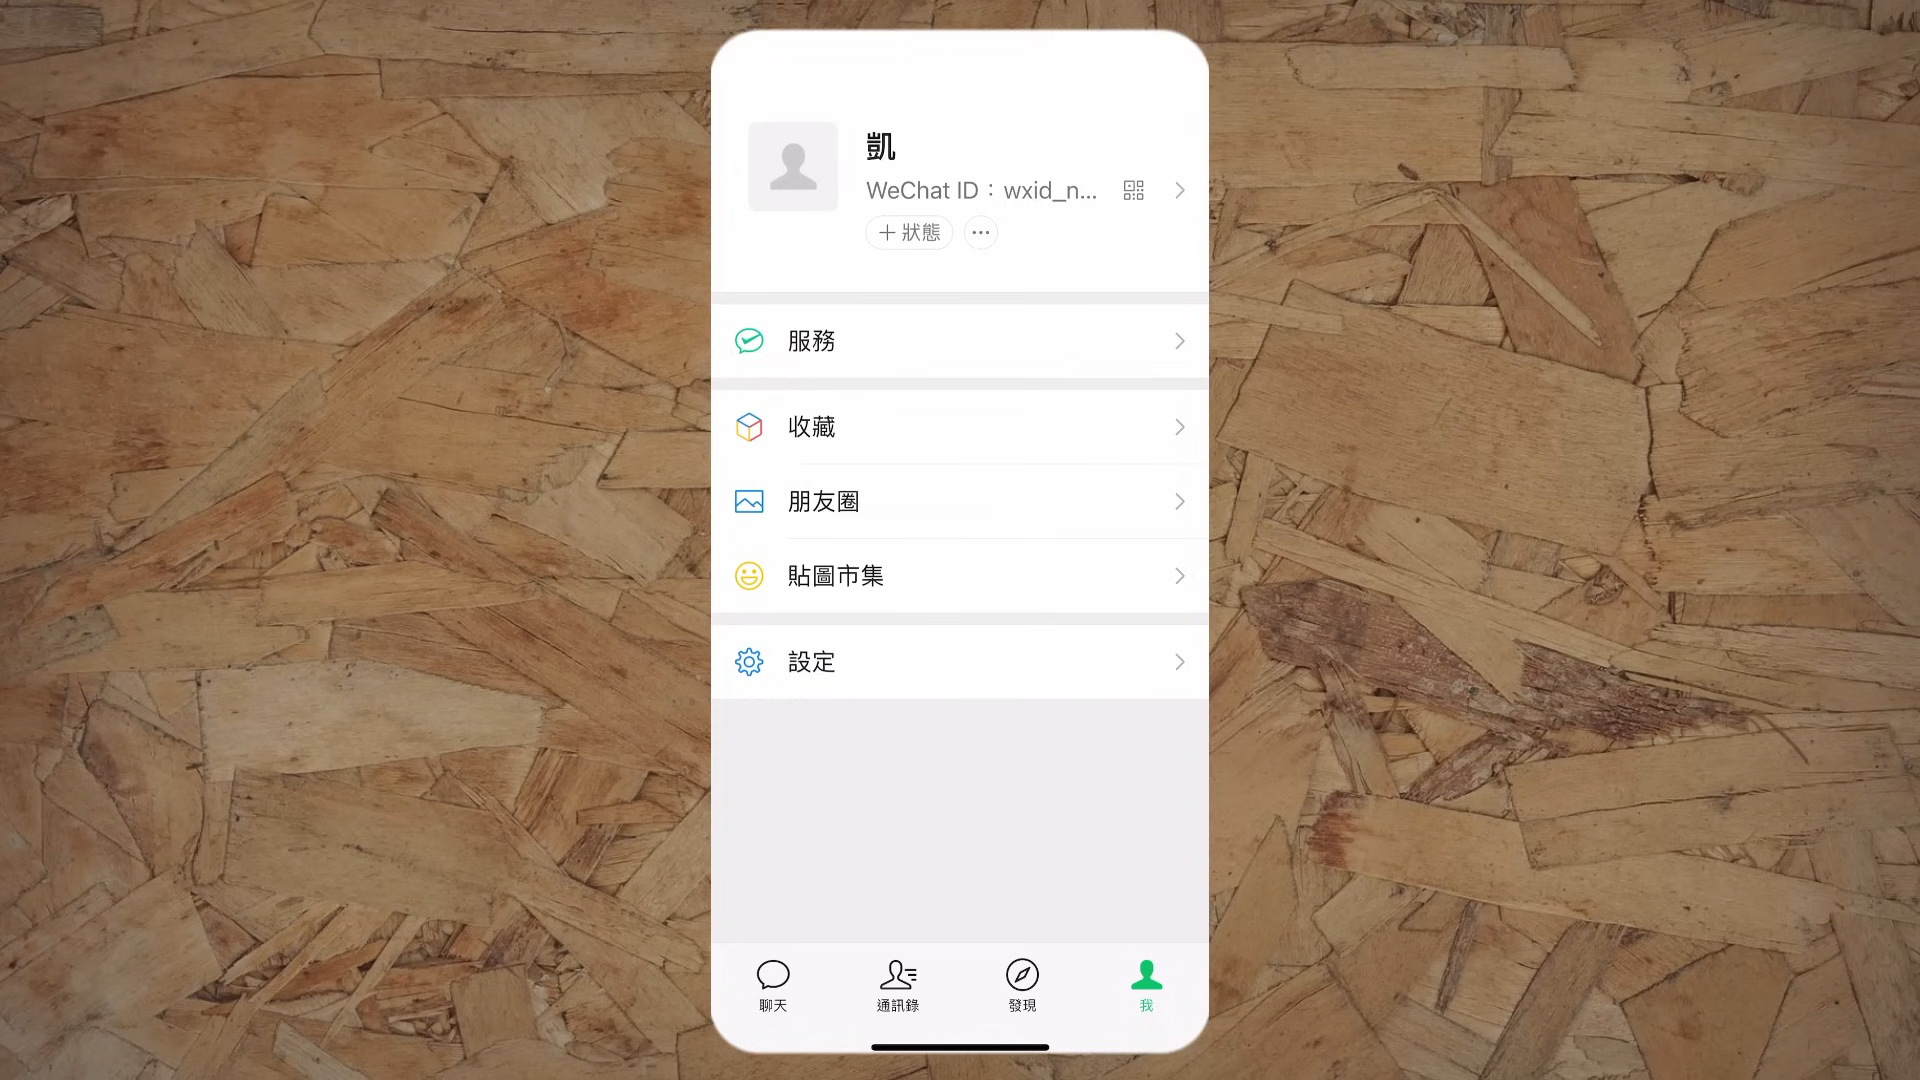 凱
WeChat ID：wxid_n...
＋狀態
服務
收藏
朋友圈
貼圖市集
設定
聊天
通訊錄
發現
我